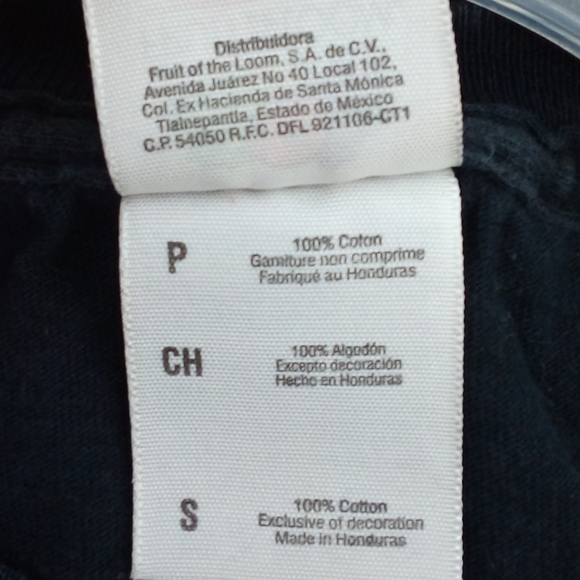 Distribuidora
Fruit of the Loom, S.A. de C.V.,
Avenida Juárez No 40 Local 102,
Col. Ex Hacienda de Santa Mónica
Tlalnepantla, Estado de México
C.P. 54050 R.F.C. DFL 921106-CT1
P
100% Coton
Garniture non comprime
Fabriqué au Honduras
CH
100% Algodón
Excepto decoración
Hecho en Honduras
S
100% Cotton
Exclusive of decoration
Made in Honduras